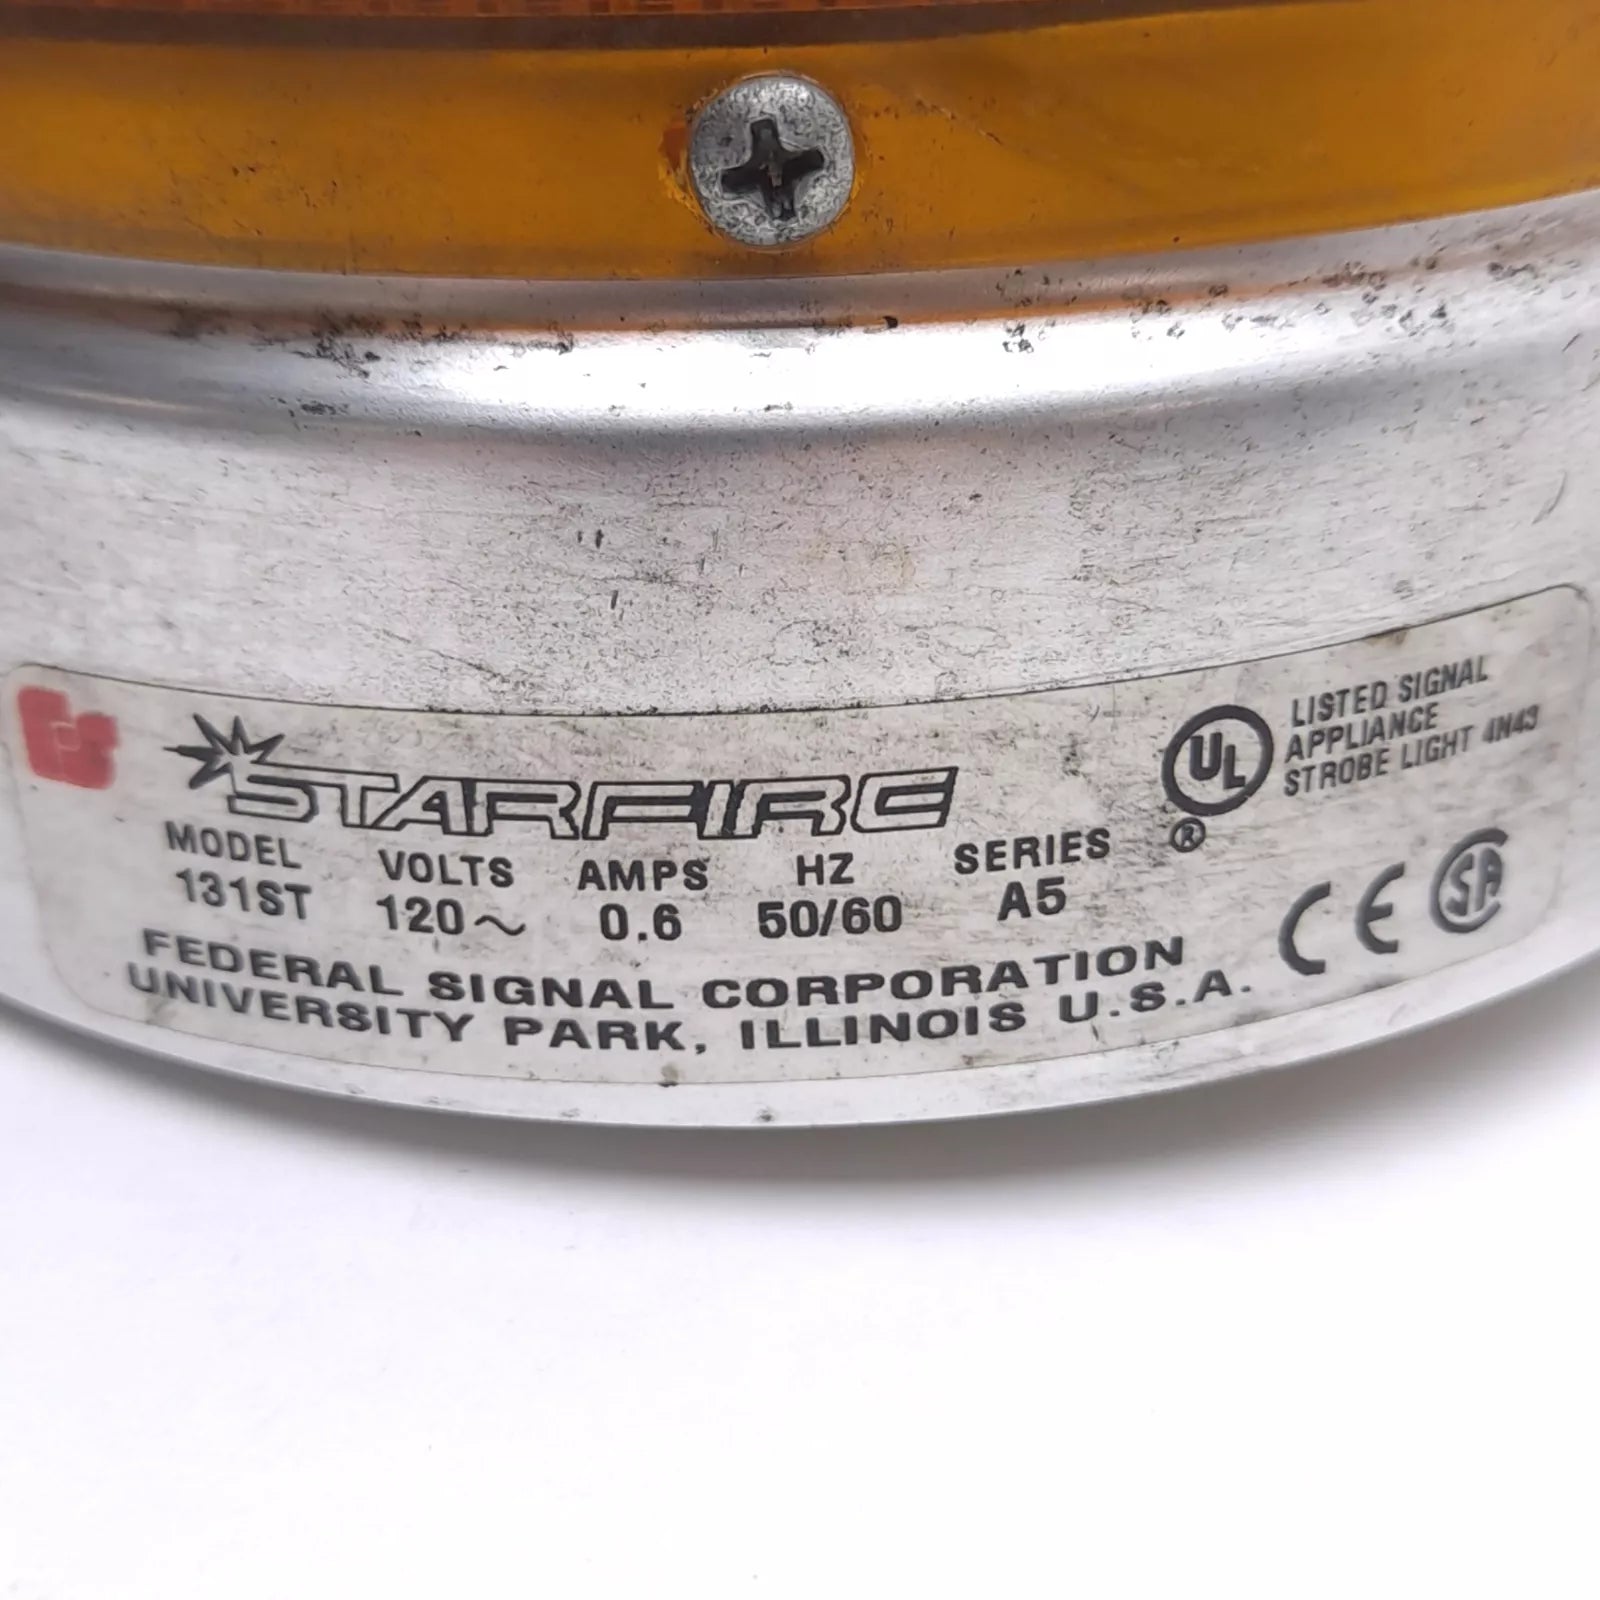 STARFIRE
MODEL VOLTS AMPS HZ SERIES
131ST 120~ 0.6 50/60 A5
FEDERAL SIGNAL CORPORATION
UNIVERSITY PARK, ILLINOIS U.S.A.
UL
®
LISTED SIGNAL
APPLIANCE
STROBE LIGHT 4N43
CE SA